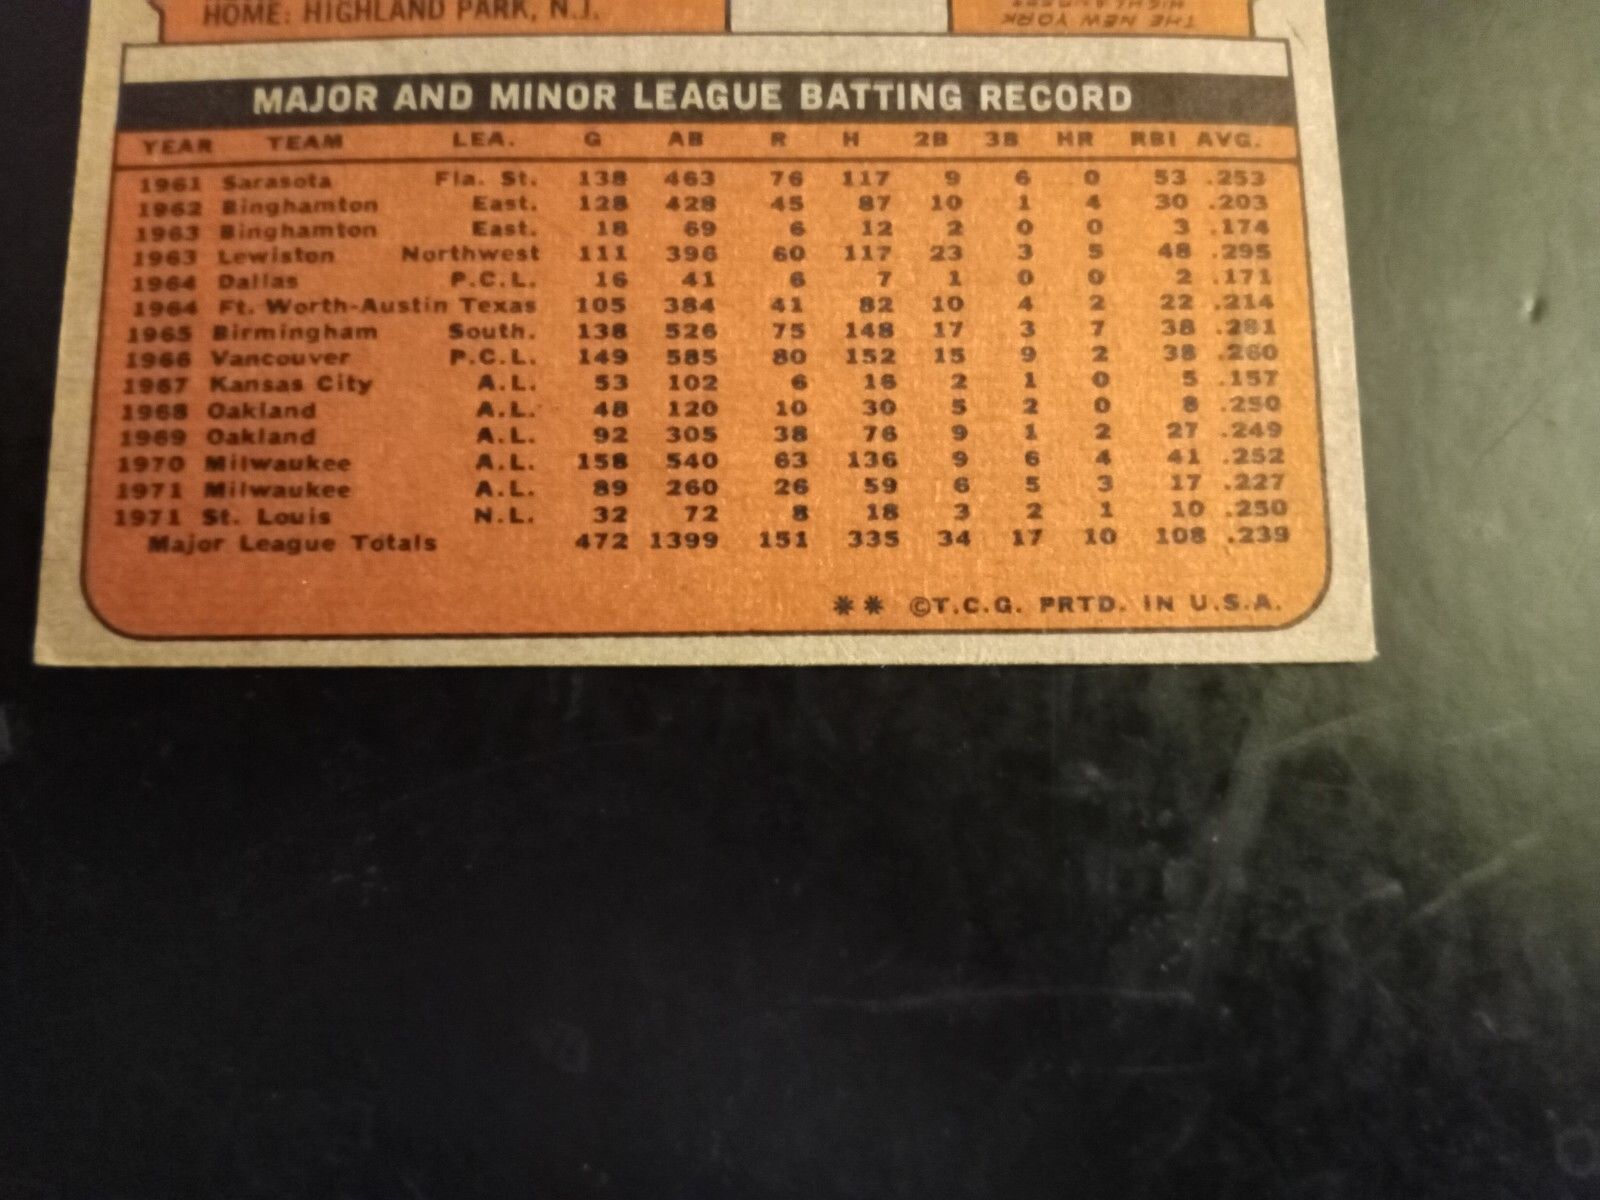 HOME: HIGHLAND PARK, N.J.
THE NEW YORK
HIGHLANDERS
MAJOR AND MINOR LEAGUE BATTING RECORD
YEAR TEAM LEA. G AB R H 2B 3B HR RBI AVG.
1961 Sarasota Fla. St. 138 463 76 117 9 6 0 53 .253
1962 Binghamton East. 128 428 45 87 10 1 4 30 .203
1963 Binghamton East. 18 69 6 12 2 0 0 3 .174
1963 Lewiston Northwest 111 396 60 117 23 3 5 48 .295
1964 Dallas P.C.L. 16 41 6 7 1 0 0 2 .171
1964 Ft. Worth-Austin Texas 105 384 41 82 10 4 2 22 .214
1965 Birmingham South. 138 526 75 148 17 3 7 38 .281
1966 Vancouver P.C.L. 149 585 80 152 15 9 2 38 .260
1967 Kansas City A.L. 53 102 6 16 2 1 0 5 .157
1968 Oakland A.L. 48 120 10 30 5 2 0 8 .250
1969 Oakland A.L. 92 305 38 76 9 1 2 27 .249
1970 Milwaukee A.L. 158 540 63 136 9 6 4 41 .252
1971 Milwaukee A.L. 89 260 26 59 6 5 3 17 .227
1971 St. Louis N.L. 32 72 8 18 3 2 1 10 .250
Major League Totals 472 1399 151 335 34 17 10 108 .239
** ©T.C.G. PRTD. IN U.S.A.